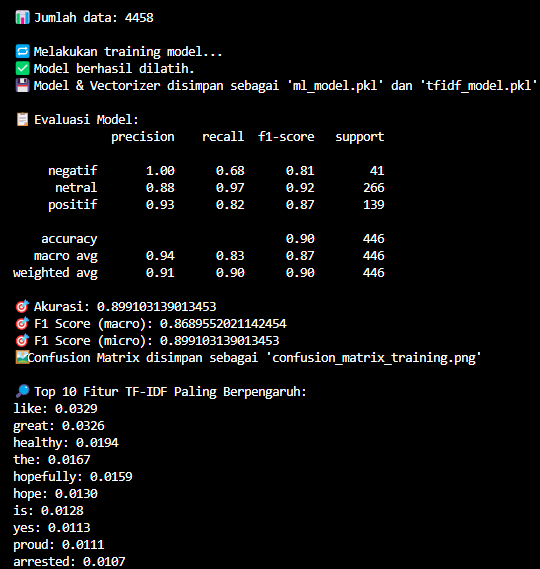 📊 Jumlah data: 4458
🔁 Melakukan training model...
✅ Model berhasil dilatih.
💾 Model & Vectorizer disimpan sebagai 'ml_model.pkl' dan 'tfidf_model.pkl'
📋 Evaluasi Model:
precision recall f1-score support
negatif 1.00 0.68 0.81 41
netral 0.88 0.97 0.92 266
positif 0.93 0.82 0.87 139
accuracy 0.90 446
macro avg 0.94 0.83 0.87 446
weighted avg 0.91 0.90 0.90 446
🎯 Akurasi: 0.899103139013453
🎯 F1 Score (macro): 0.8689552021142454
🎯 F1 Score (micro): 0.899103139013453
🖼️Confusion Matrix disimpan sebagai 'confusion_matrix_training.png'
🔎 Top 10 Fitur TF-IDF Paling Berpengaruh:
like: 0.0329
great: 0.0326
healthy: 0.0194
the: 0.0167
hopefully: 0.0159
hope: 0.0130
is: 0.0128
yes: 0.0113
proud: 0.0111
arrested: 0.0107